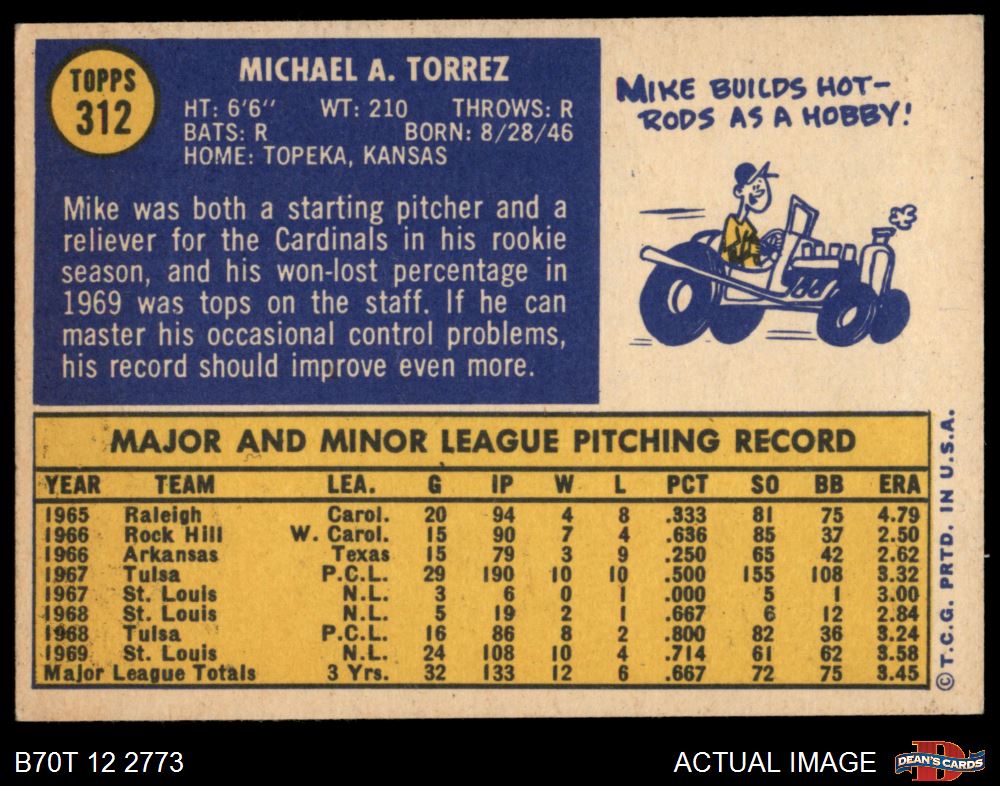 TOPPS
312
MICHAEL A. TORREZ
HT: 6'6" WT: 210 THROWS: R
BATS: R BORN: 8/28/46
HOME: TOPEKA, KANSAS
Mike was both a starting pitcher and a
reliever for the Cardinals in his rookie
season, and his won-lost percentage in
1969 was tops on the staff. If he can
master his occasional control problems,
his record should improve even more.
MIKE BUILDS HOT-
RODS AS A HOBBY!
MAJOR AND MINOR LEAGUE PITCHING RECORD
YEAR TEAM LEA. G IP W L PCT SO BB ERA
1965 Raleigh Carol. 20 94 4 8 .333 81 75 4.79
1966 Rock Hill W. Carol. 15 90 7 4 .636 85 37 2.50
1966 Arkansas Texas 15 79 3 9 .250 65 42 2.62
1967 Tulsa P.C.L. 29 190 10 10 .500 155 108 3.32
1967 St. Louis N.L. 3 6 0 1 .000 5 1 3.00
1968 St. Louis N.L. 5 19 2 1 .667 6 12 2.84
1968 Tulsa P.C.L. 16 86 8 2 .800 82 36 3.24
1969 St. Louis N.L. 24 108 10 4 .714 61 62 3.58
Major League Totals 3 Yrs. 32 133 12 6 .667 72 75 3.45
©T.C.G. PRTD. IN U.S.A.
B70T 12 2773
ACTUAL IMAGE
D
DEAN'S CARDS